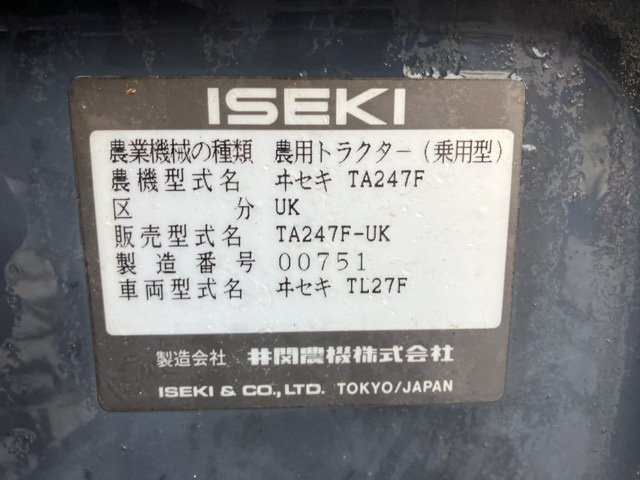 ISEKI
農業機械の種類 農用トラクター(乗用型)
農機型式名 ヰセキ TA247F
区分 UK
販売型式名 TA247F-UK
製造番号 00751
車両型式名 ヰセキ TL27F
製造会社 井関農機株式会社
ISEKI & CO.,LTD. TOKYO/JAPAN